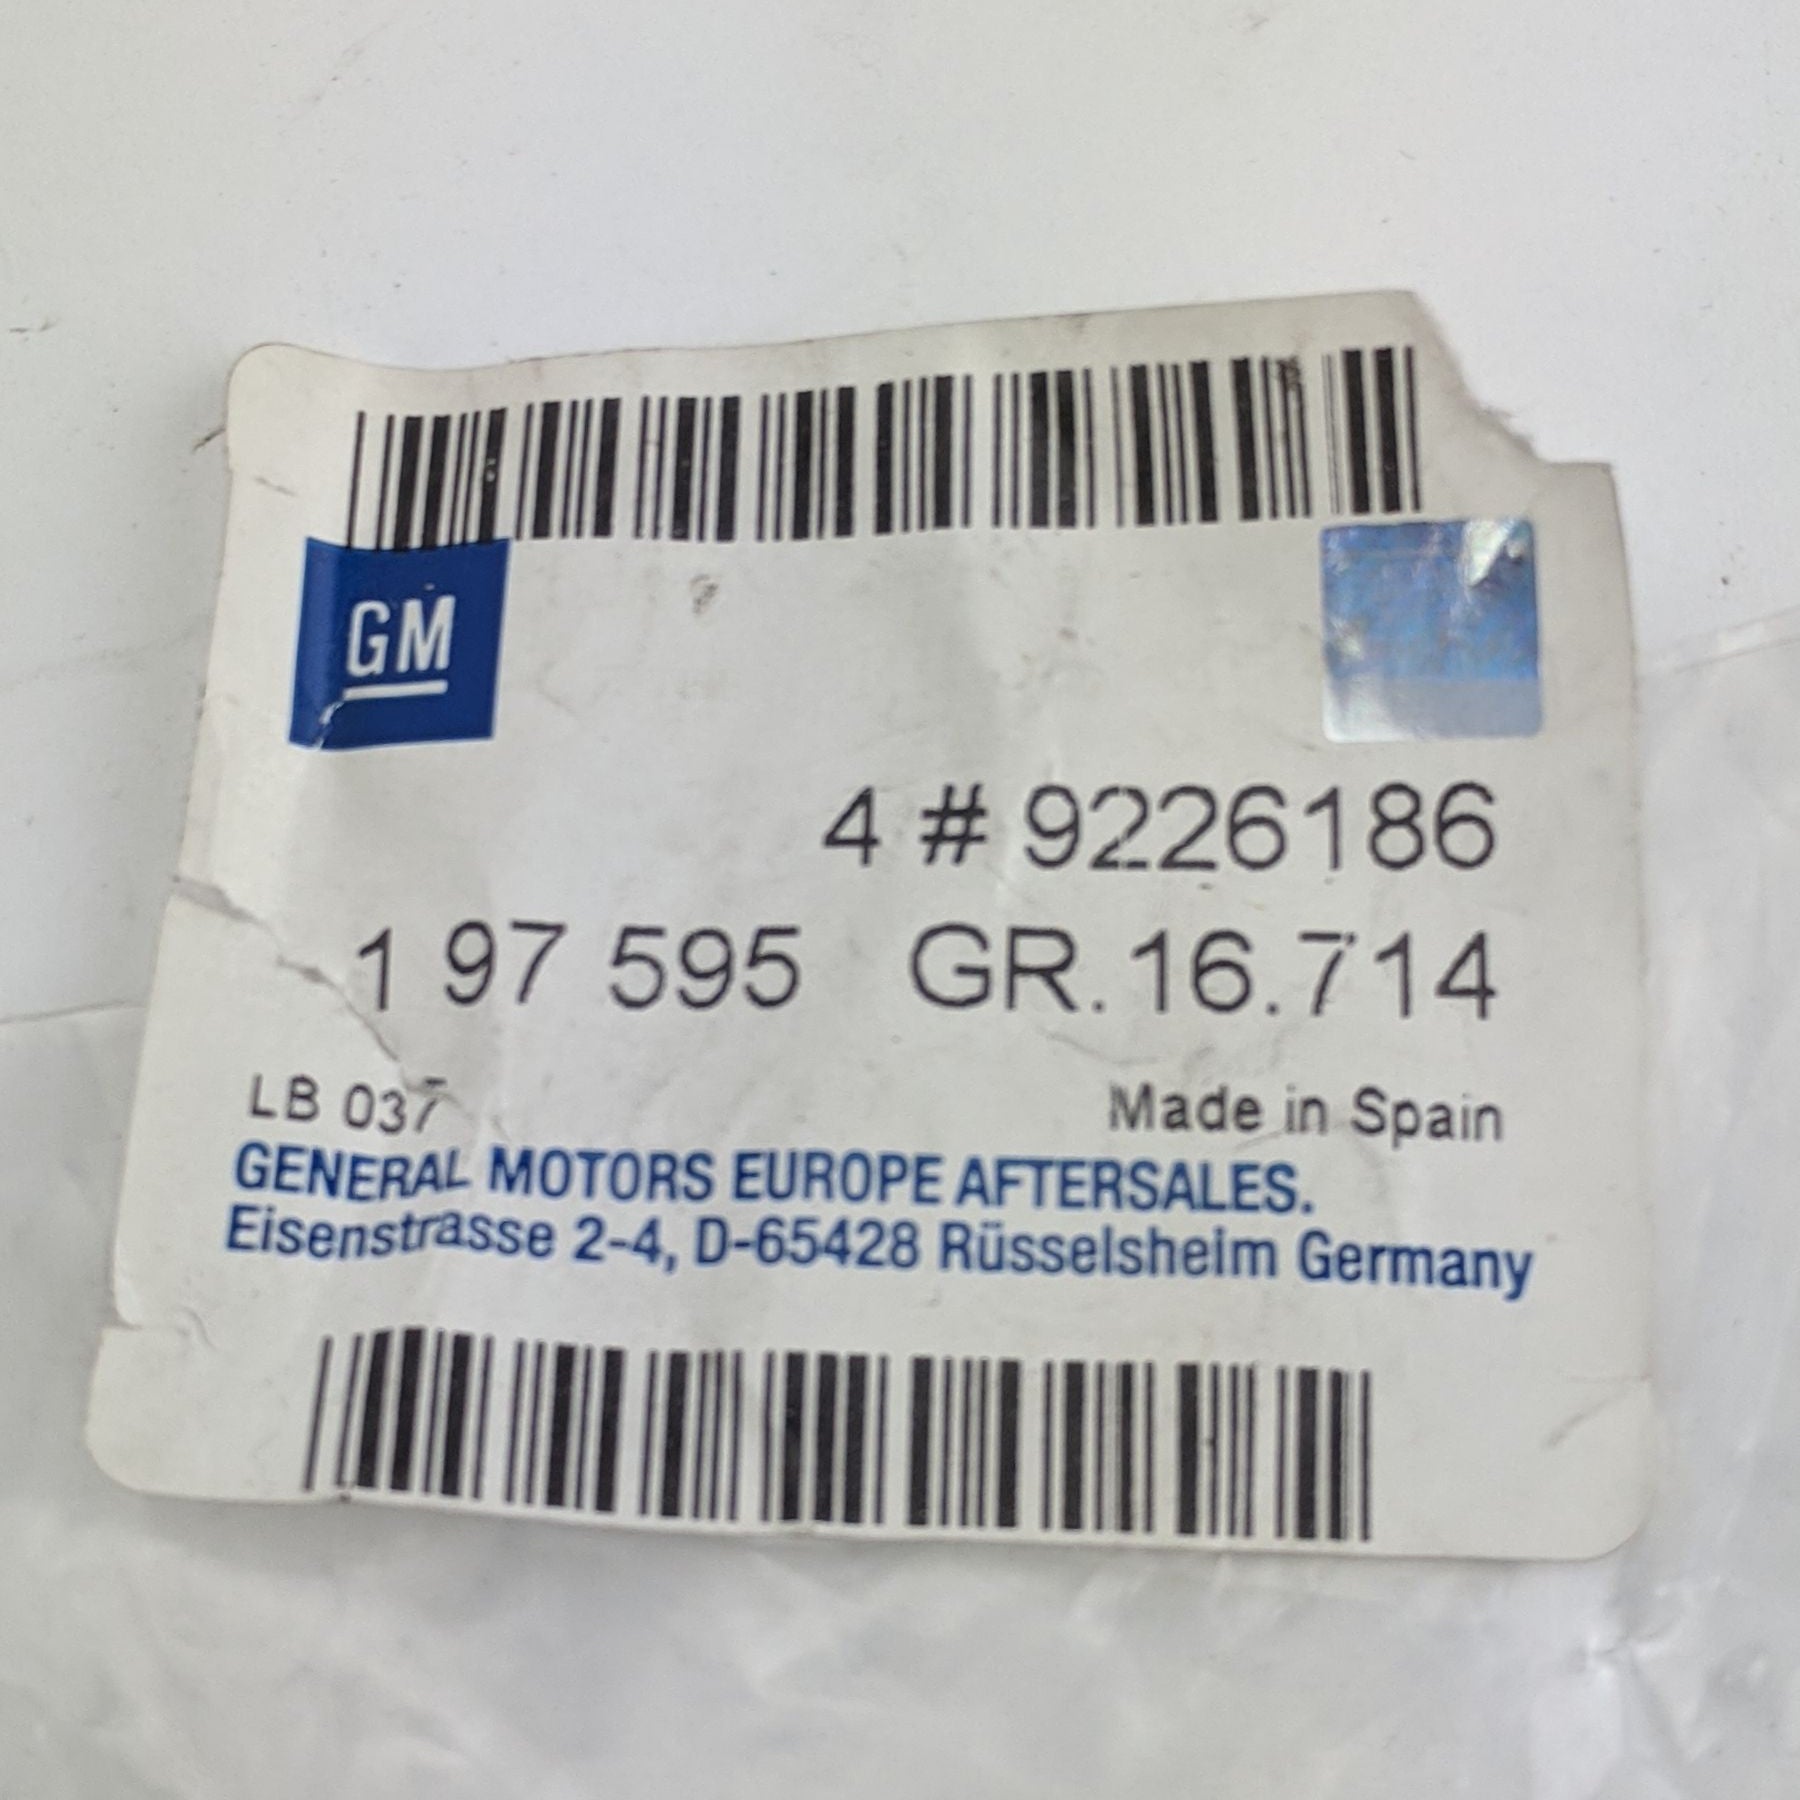 GM
4 # 9226186
1 97 595 GR. 16.714
LB 037 Made in Spain
GENERAL MOTORS EUROPE AFTERSALES.
Eisenstrasse 2-4, D-65428 Rüsselsheim Germany